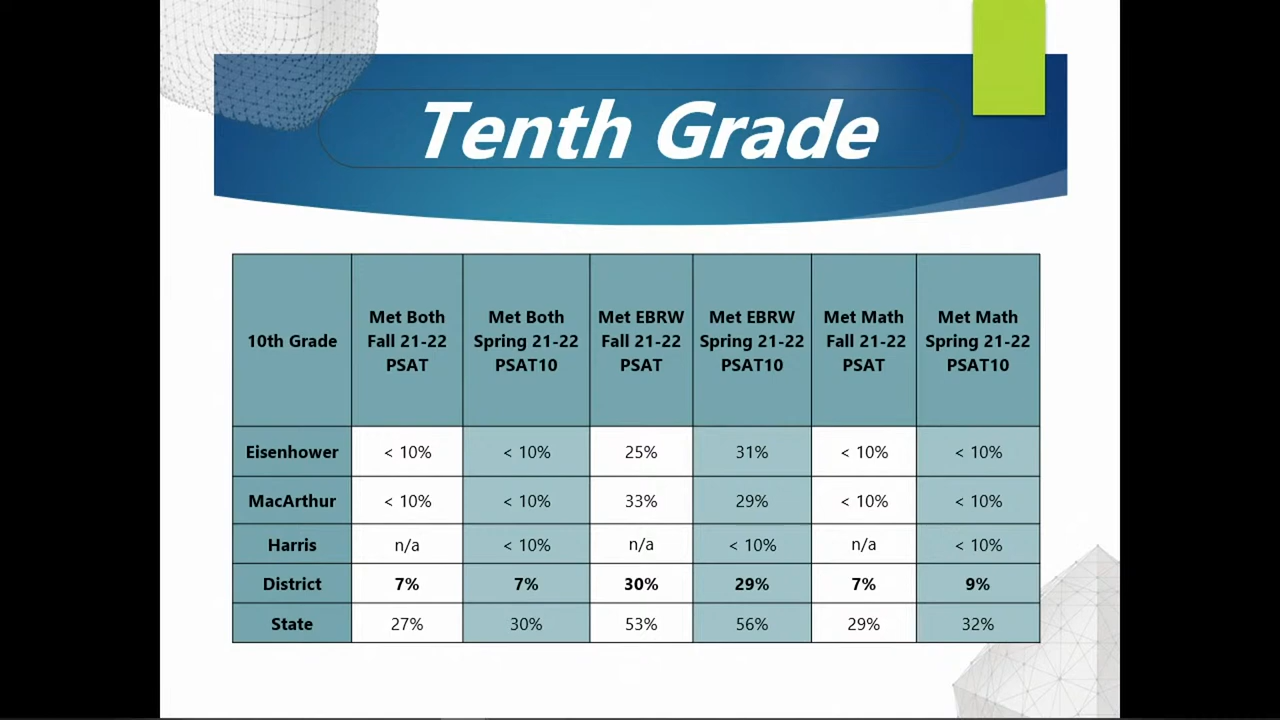 Tenth Grade
10th Grade
Met Both
Fall 21-22
PSAT
Met Both
Spring 21-22
PSAT10
Met EBRW
Fall 21-22
PSAT
Met EBRW
Spring 21-22
PSAT10
Met Math
Fall 21-22
PSAT
Met Math
Spring 21-22
PSAT10
Eisenhower < 10% < 10% 25% 31% < 10% < 10%
MacArthur < 10% < 10% 33% 29% < 10% < 10%
Harris n/a < 10% n/a < 10% n/a < 10%
District 7% 7% 30% 29% 7% 9%
State 27% 30% 53% 56% 29% 32%